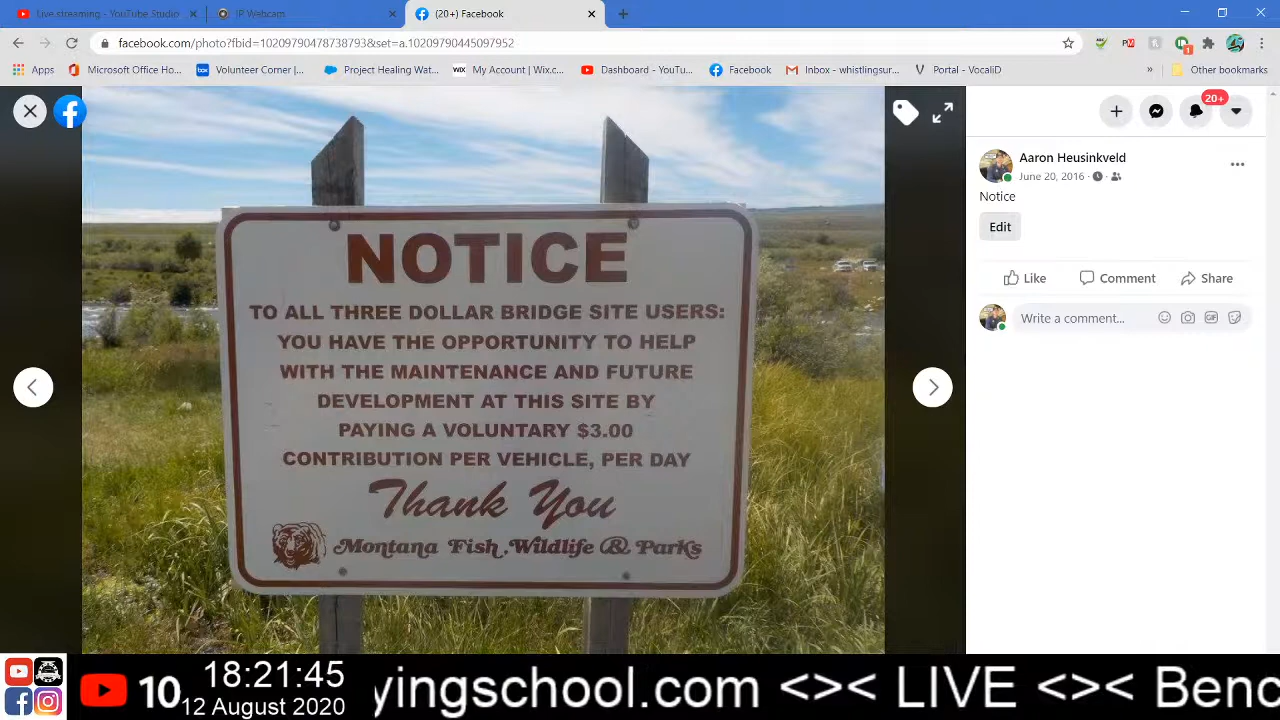 Live streaming - YouTube Studio
IP Webcam
(20+) Facebook
facebook.com/photo?fbid=10209790478738793&set=a.10209790445097952
1
Apps
Microsoft Office Ho...
box
Volunteer Corner |...
Project Healing Wat...
WIX
My Account | Wix.c...
Dashboard - YouTu...
Facebook
Inbox - whistlingsur...
Portal - VocaliD
»
Other bookmarks
20+
Aaron Heusinkveld
June 20, 2016
Notice
Edit
Like
Comment
Share
Write a comment...
GIF
NOTICE
TO ALL THREE DOLLAR BRIDGE SITE USERS:
YOU HAVE THE OPPORTUNITY TO HELP
WITH THE MAINTENANCE AND FUTURE
DEVELOPMENT AT THIS SITE BY
PAYING A VOLUNTARY $3.00
CONTRIBUTION PER VEHICLE, PER DAY
Thank You
Montana Fish, Wildlife & Parks
10
18:21:45
12 August 2020
yingschool.com <>< LIVE <>< Benc